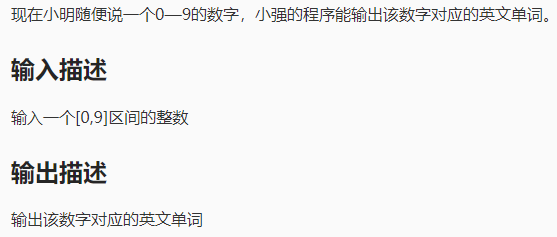 现在小明随便说一个0—9的数字，小强的程序能输出该数字对应的英文单词。
输入描述
输入一个[0,9]区间的整数
输出描述
输出该数字对应的英文单词